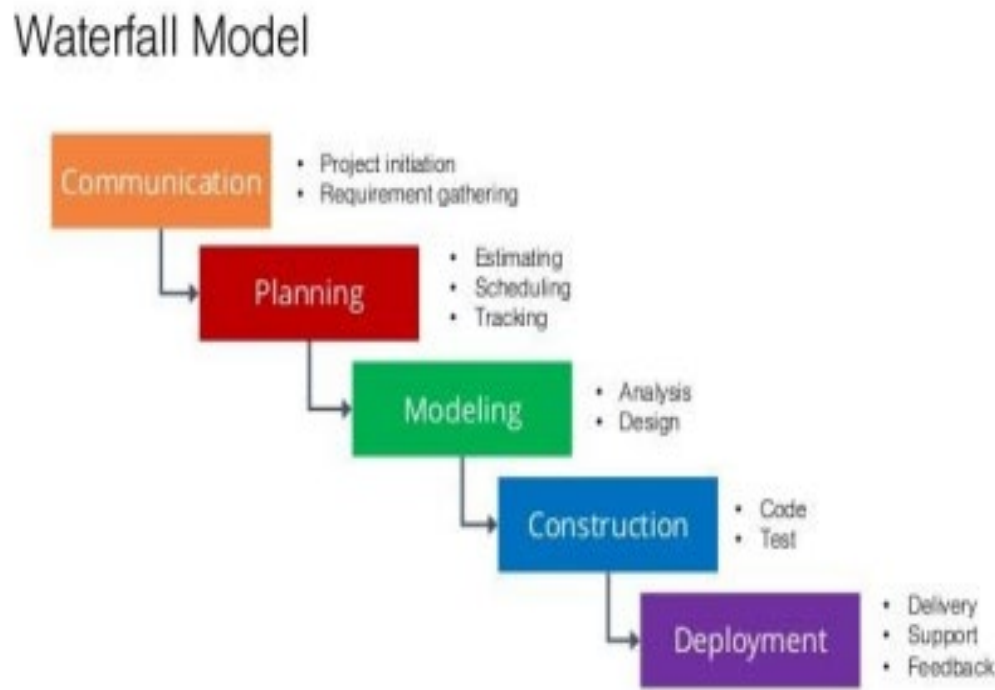 Waterfall Model
Communication
• Project initiation
• Requirement gathering
Planning
• Estimating
• Scheduling
• Tracking
Modeling
• Analysis
• Design
Construction
• Code
• Test
Deployment
• Delivery
• Support
• Feedback